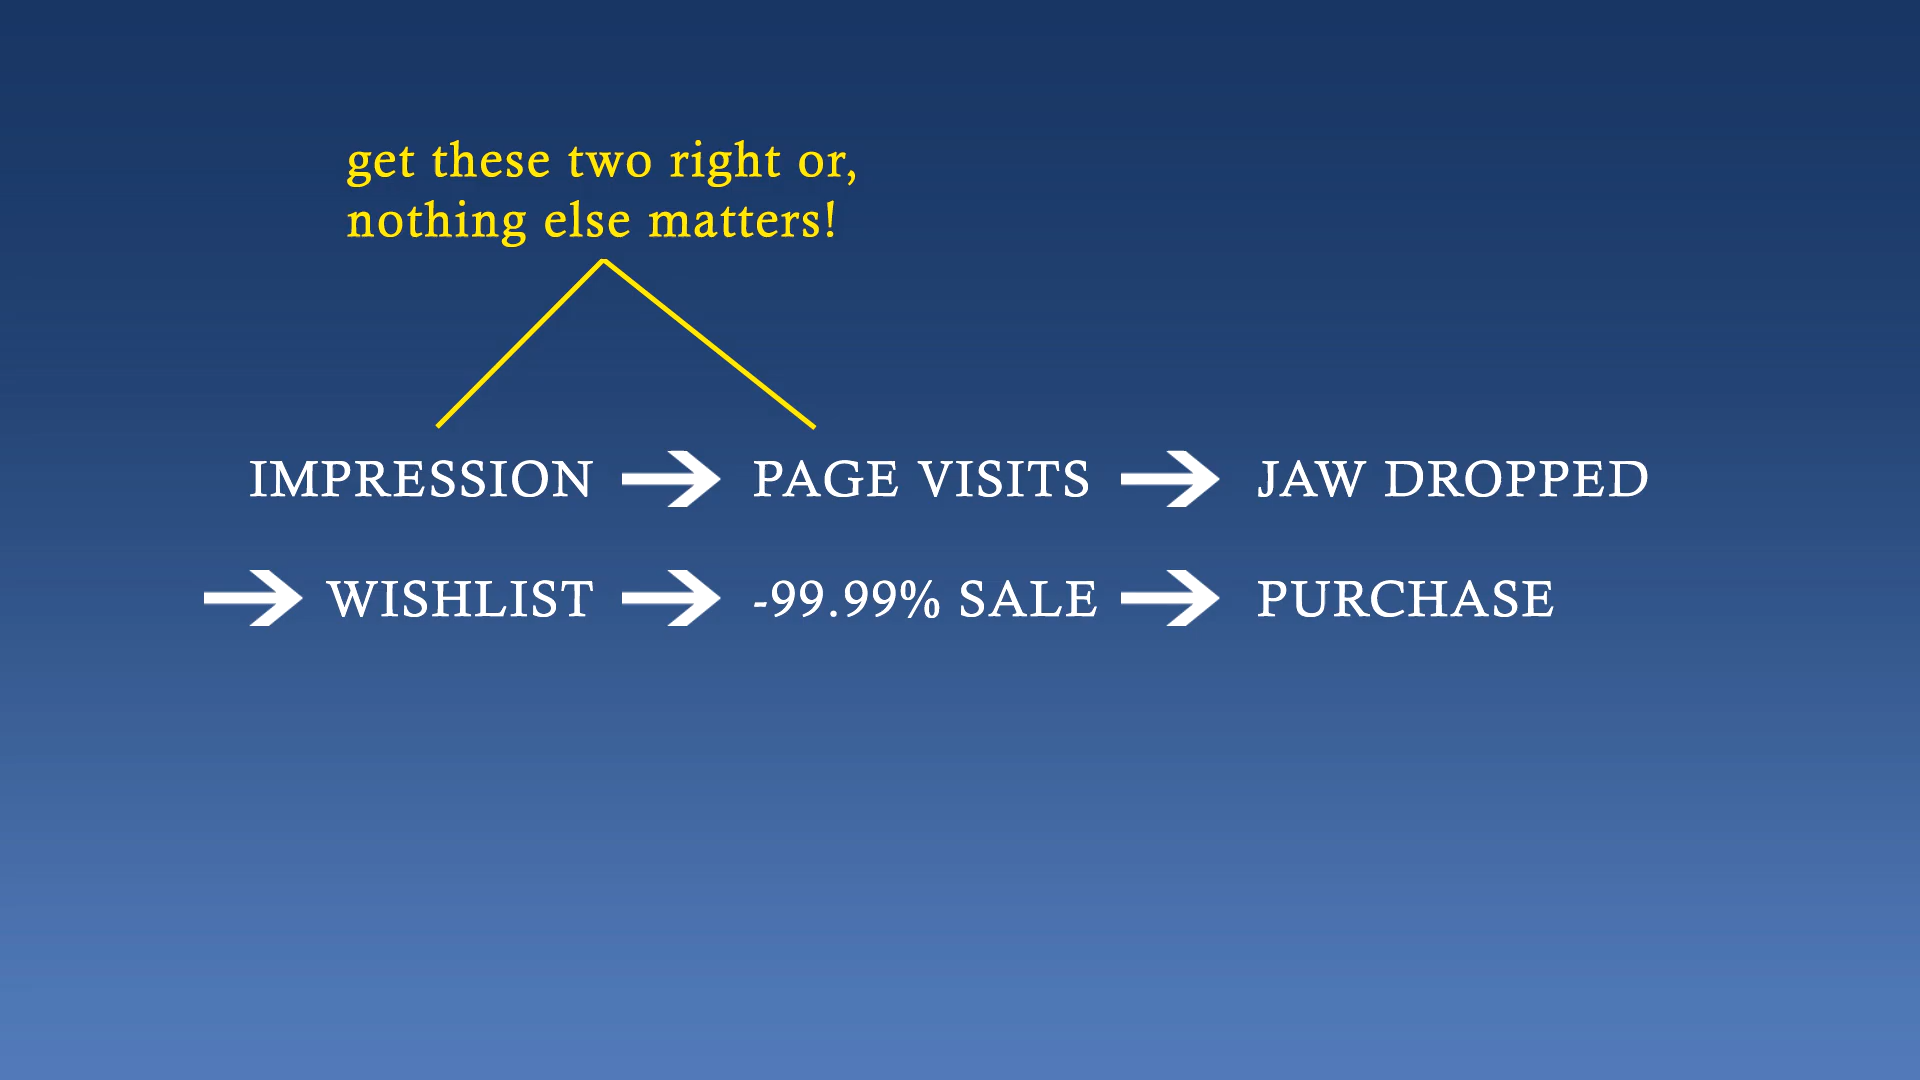 get these two right or,
nothing else matters!
IMPRESSION → PAGE VISITS → JAW DROPPED
→ WISHLIST → -99.99% SALE → PURCHASE